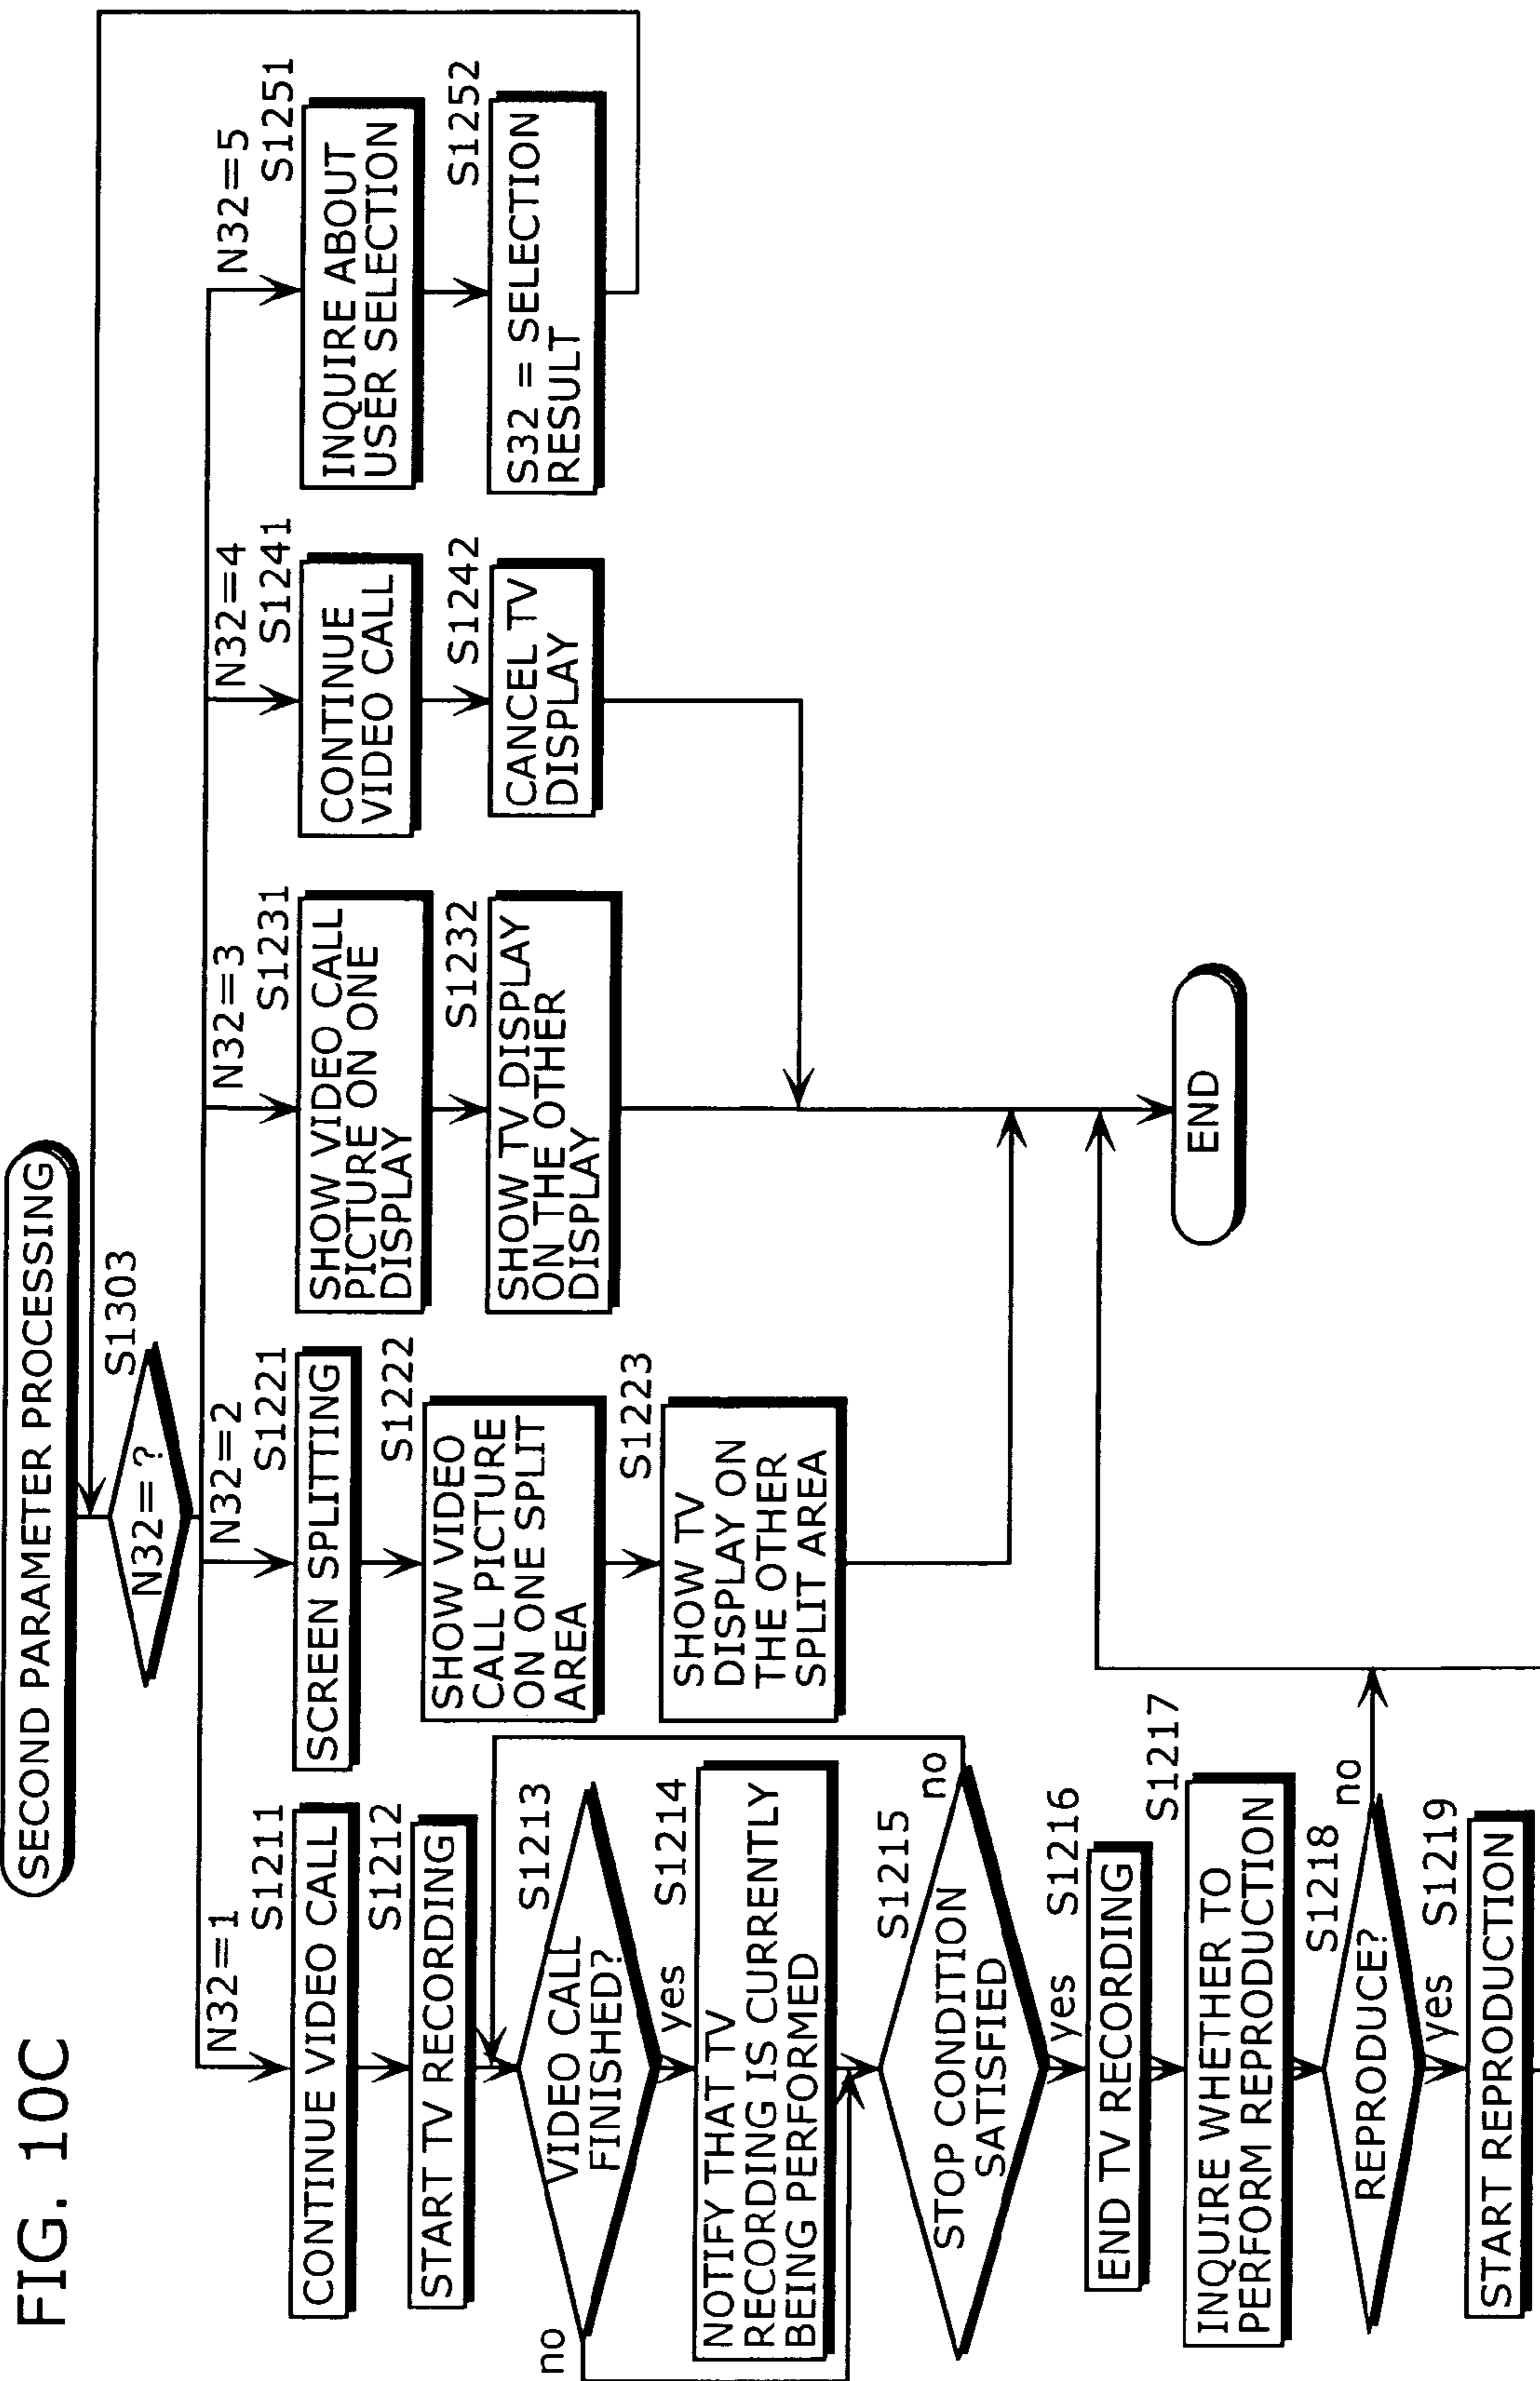 FIG. 10C
SECOND PARAMETER PROCESSING
S1303
N32=?
N32=1
S1211
CONTINUE VIDEO CALL
S1212
START TV RECORDING
S1213
VIDEO CALL
FINISHED?
no
yes
S1214
NOTIFY THAT TV
RECORDING IS CURRENTLY
BEING PERFORMED
S1215
STOP CONDITION
SATISFIED
no
yes
S1216
END TV RECORDING
S1217
INQUIRE WHETHER TO
PERFORM REPRODUCTION
S1218
REPRODUCE?
no
yes
S1219
START REPRODUCTION
N32=2
S1221
SCREEN SPLITTING
S1222
SHOW VIDEO
CALL PICTURE
ON ONE SPLIT
AREA
S1223
SHOW TV
DISPLAY ON
THE OTHER
SPLIT AREA
N32=3
S1231
SHOW VIDEO CALL
PICTURE ON ONE
DISPLAY
S1232
SHOW TV DISPLAY
ON THE OTHER
DISPLAY
N32=4
S1241
CONTINUE
VIDEO CALL
S1242
CANCEL TV
DISPLAY
N32=5
S1251
INQUIRE ABOUT
USER SELECTION
S1252
S32 = SELECTION
RESULT
END